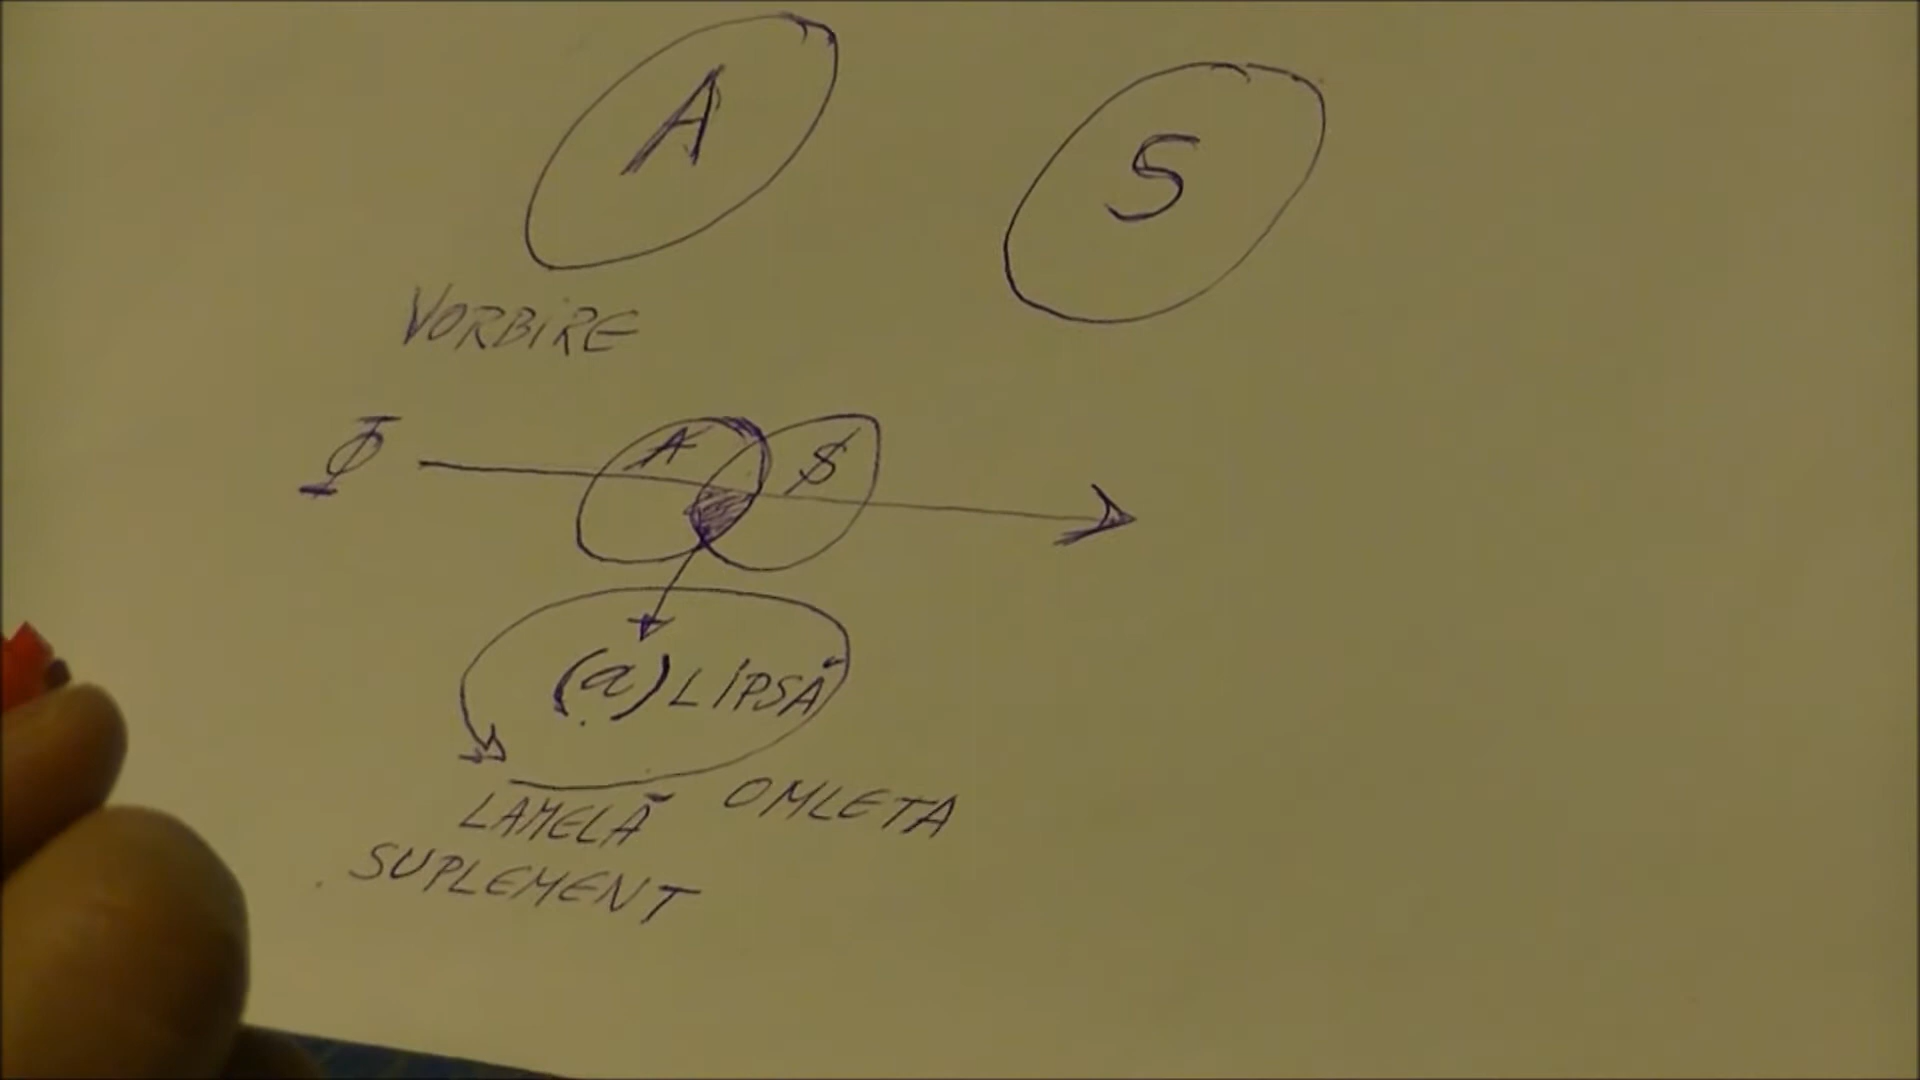 A
S
VORBIRE
Φ A $
(a) LIPSĂ
LAMELĂ OMLETA
SUPLEMENT